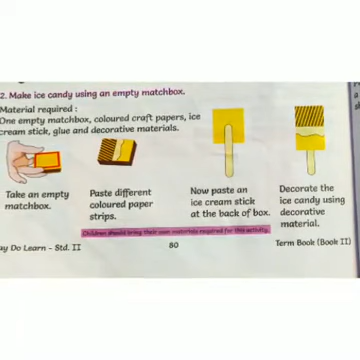 2. Make ice candy using an empty matchbox.
Material required :
One empty matchbox, coloured craft papers, ice
cream stick, glue and decorative materials.
Take an empty
matchbox.
Paste different
coloured paper
strips.
Now paste an
ice cream stick
at the back of box.
Decorate the
ice candy using
decorative
material.
Children should bring their own materials required for this activity.
ay Do Learn - Std. II
80
Term Book (Book II)